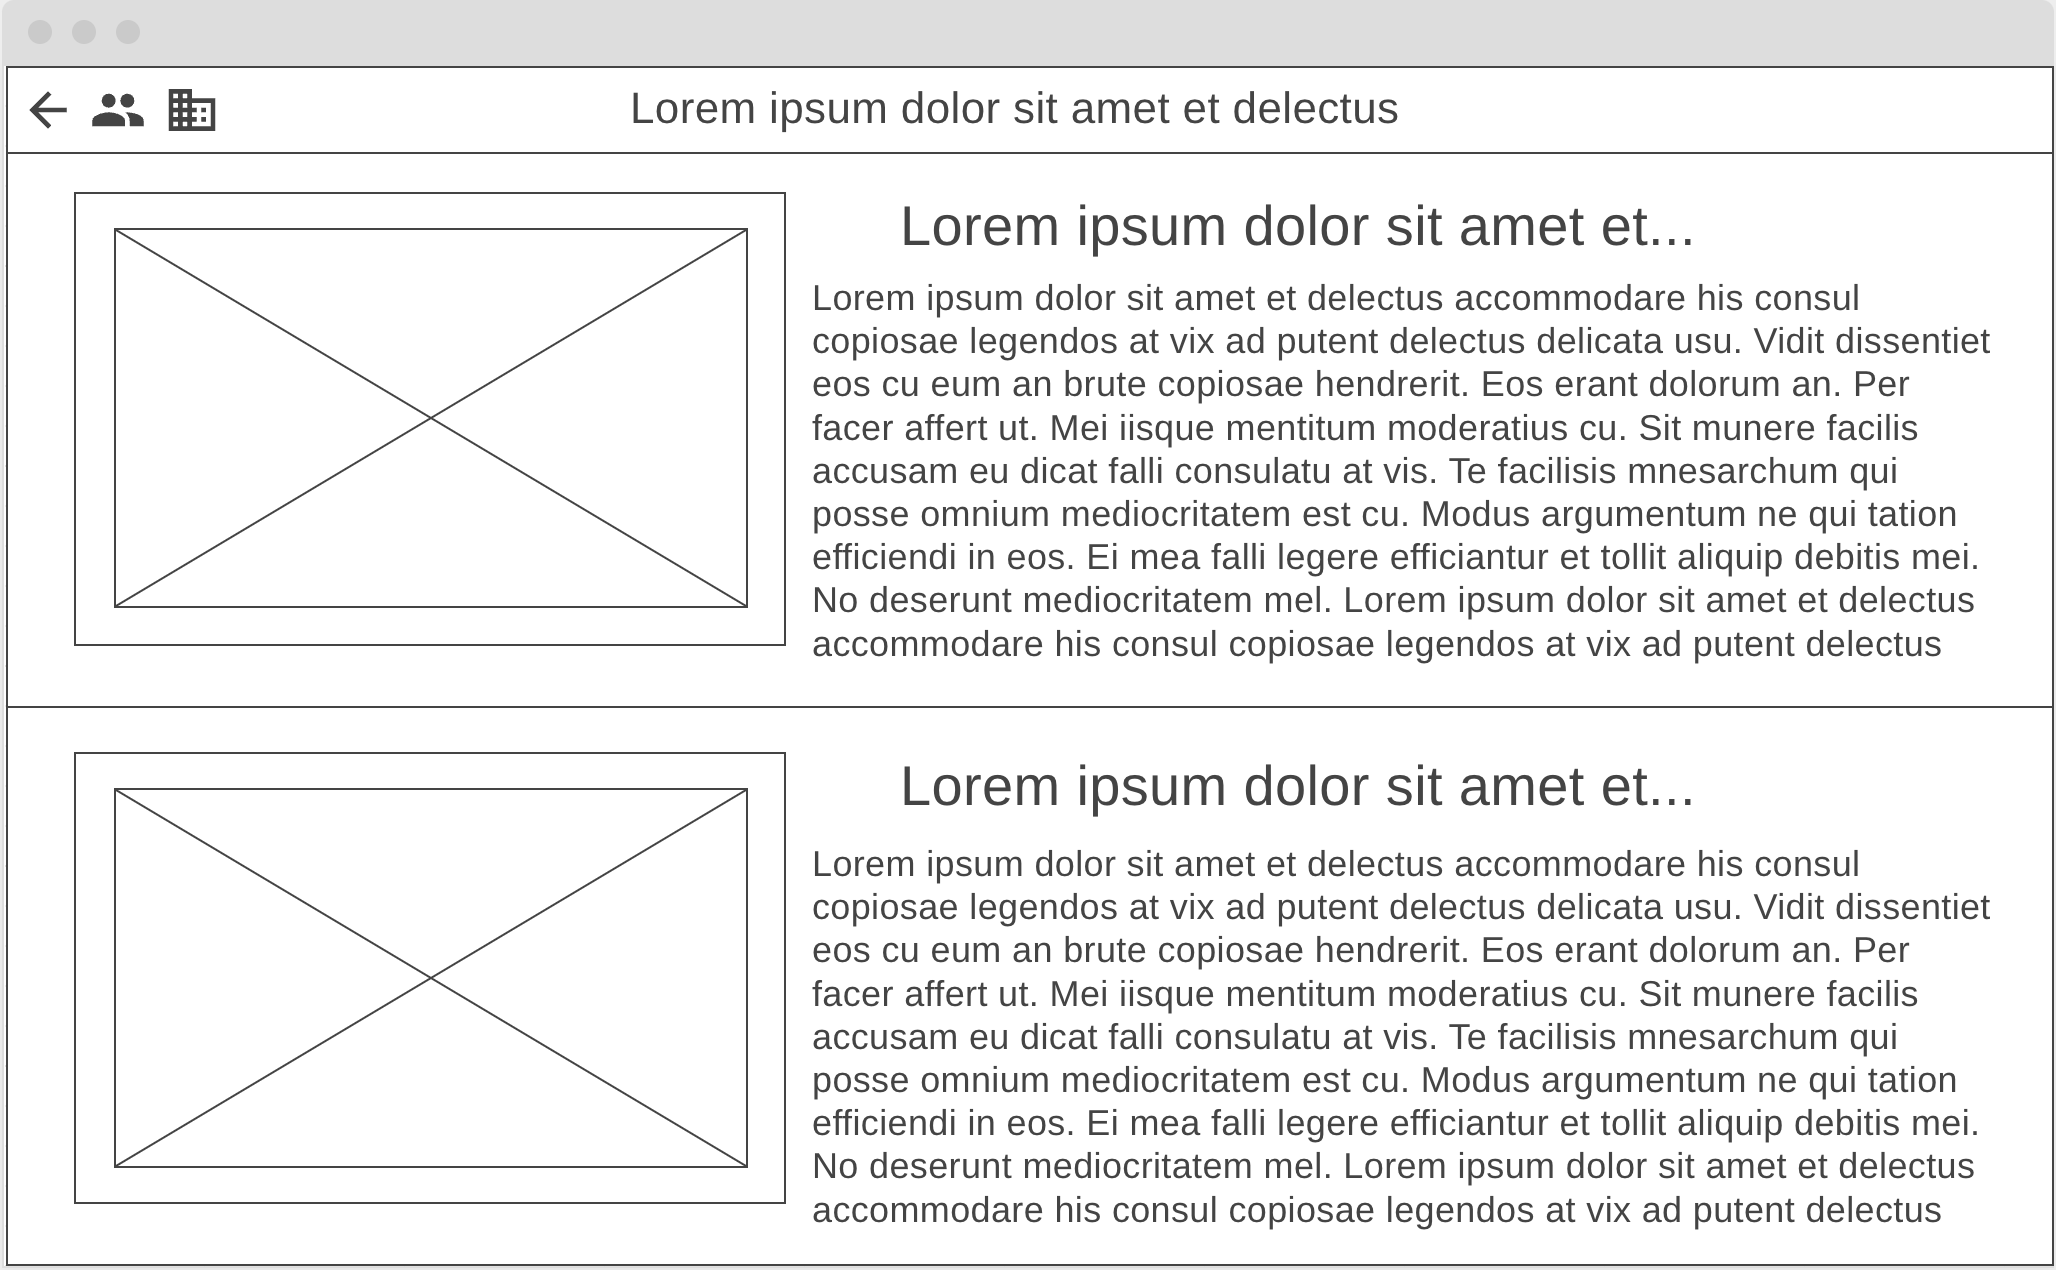 Lorem ipsum dolor sit amet et delectus
Lorem ipsum dolor sit amet et...
Lorem ipsum dolor sit amet et delectus accommodare his consul
copiosae legendos at vix ad putent delectus delicata usu. Vidit dissentiet
eos cu eum an brute copiosae hendrerit. Eos erant dolorum an. Per
facer affert ut. Mei iisque mentitum moderatius cu. Sit munere facilis
accusam eu dicat falli consulatu at vis. Te facilisis mnesarchum qui
posse omnium mediocritatem est cu. Modus argumentum ne qui tation
efficiendi in eos. Ei mea falli legere efficiantur et tollit aliquip debitis mei.
No deserunt mediocritatem mel. Lorem ipsum dolor sit amet et delectus
accommodare his consul copiosae legendos at vix ad putent delectus
Lorem ipsum dolor sit amet et...
Lorem ipsum dolor sit amet et delectus accommodare his consul
copiosae legendos at vix ad putent delectus delicata usu. Vidit dissentiet
eos cu eum an brute copiosae hendrerit. Eos erant dolorum an. Per
facer affert ut. Mei iisque mentitum moderatius cu. Sit munere facilis
accusam eu dicat falli consulatu at vis. Te facilisis mnesarchum qui
posse omnium mediocritatem est cu. Modus argumentum ne qui tation
efficiendi in eos. Ei mea falli legere efficiantur et tollit aliquip debitis mei.
No deserunt mediocritatem mel. Lorem ipsum dolor sit amet et delectus
accommodare his consul copiosae legendos at vix ad putent delectus